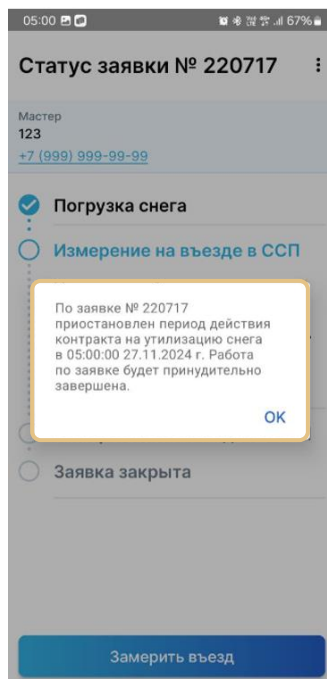 05:00
67%
Статус заявки № 220717
Мастер
123
+7 (999) 999-99-99
Погрузка снега
Измерение на въезде в ССП
По заявке № 220717
приостановлен период действия
контракта на утилизацию снега
в 05:00:00 27.11.2024 г. Работа
по заявке будет принудительно
завершена.
OK
Заявка закрыта
Замерить въезд